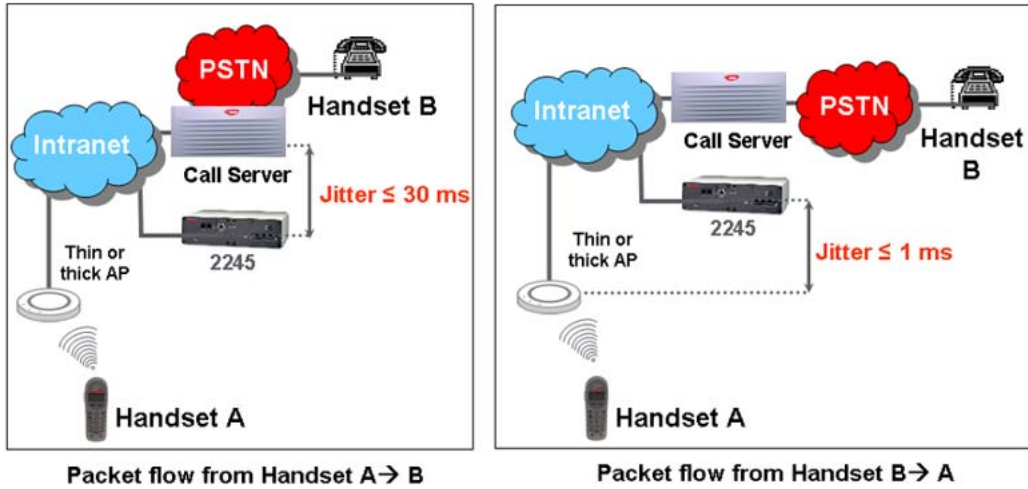 PSTN
Handset B
Intranet
Call Server
Jitter ≤ 30 ms
2245
Thin or
thick AP
Handset A
Packet flow from Handset A→ B
Intranet
Call Server
PSTN
Handset
B
2245
Thin or
thick AP
Jitter ≤ 1 ms
Handset A
Packet flow from Handset B→ A